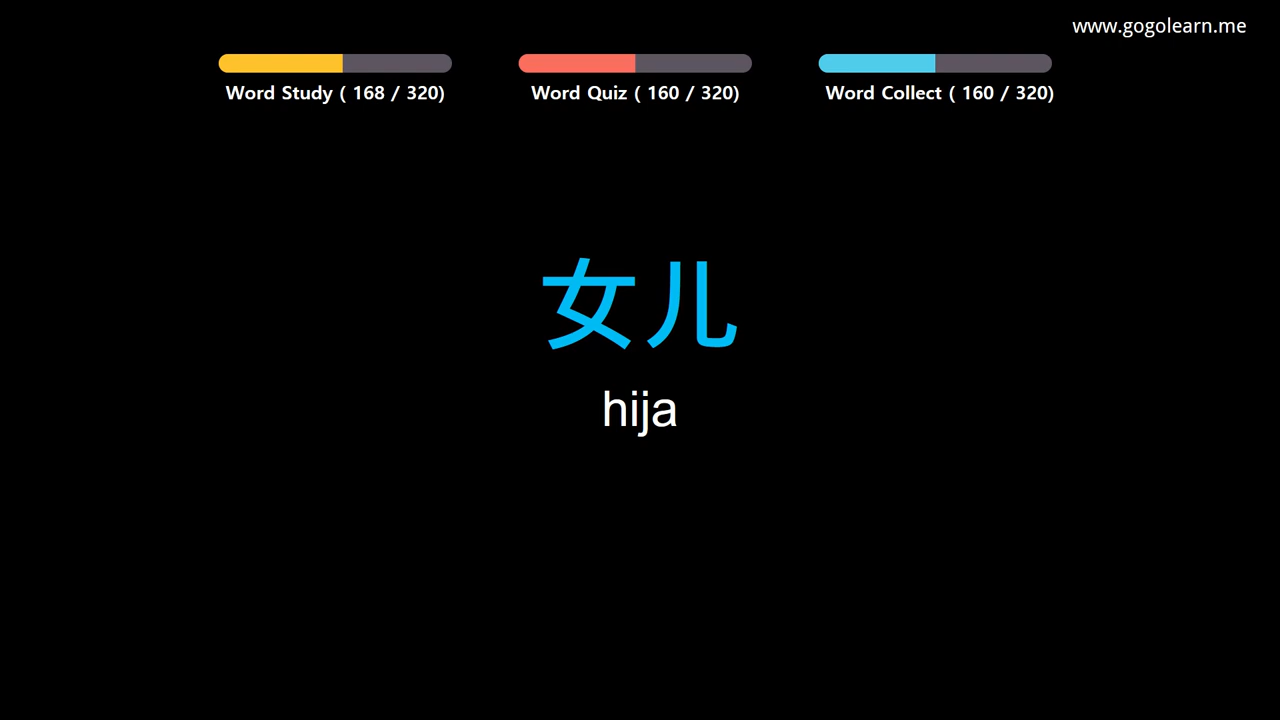 www.gogolearn.me
Word Study ( 168 / 320)
Word Quiz ( 160 / 320)
Word Collect ( 160 / 320)
女儿
hija